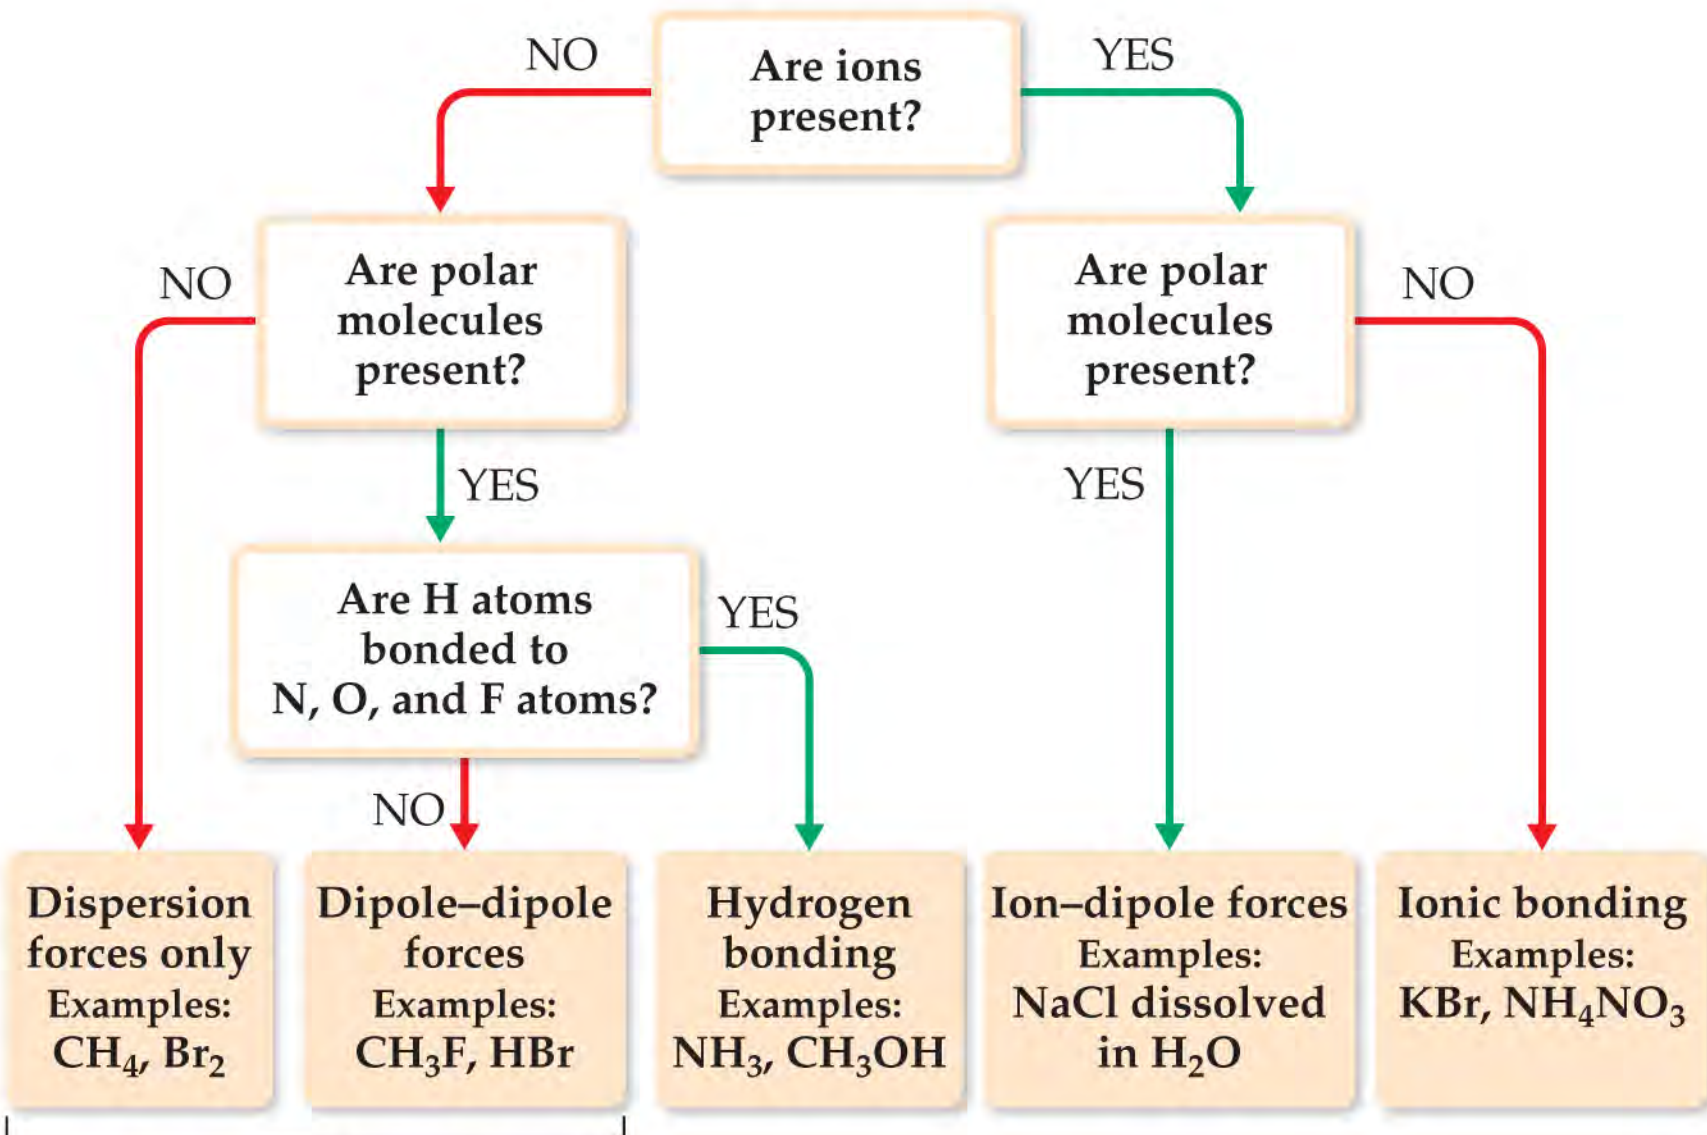 NO
Are ions
present?
YES
NO
Are polar
molecules
present?
YES
Are polar
molecules
present?
NO
YES
Are H atoms
bonded to
N, O, and F atoms?
YES
NO
Dispersion
forces only
Examples:
CH₄, Br₂
Dipole–dipole
forces
Examples:
CH₃F, HBr
Hydrogen
bonding
Examples:
NH₃, CH₃OH
Ion–dipole forces
Examples:
NaCl dissolved
in H₂O
Ionic bonding
Examples:
KBr, NH₄NO₃